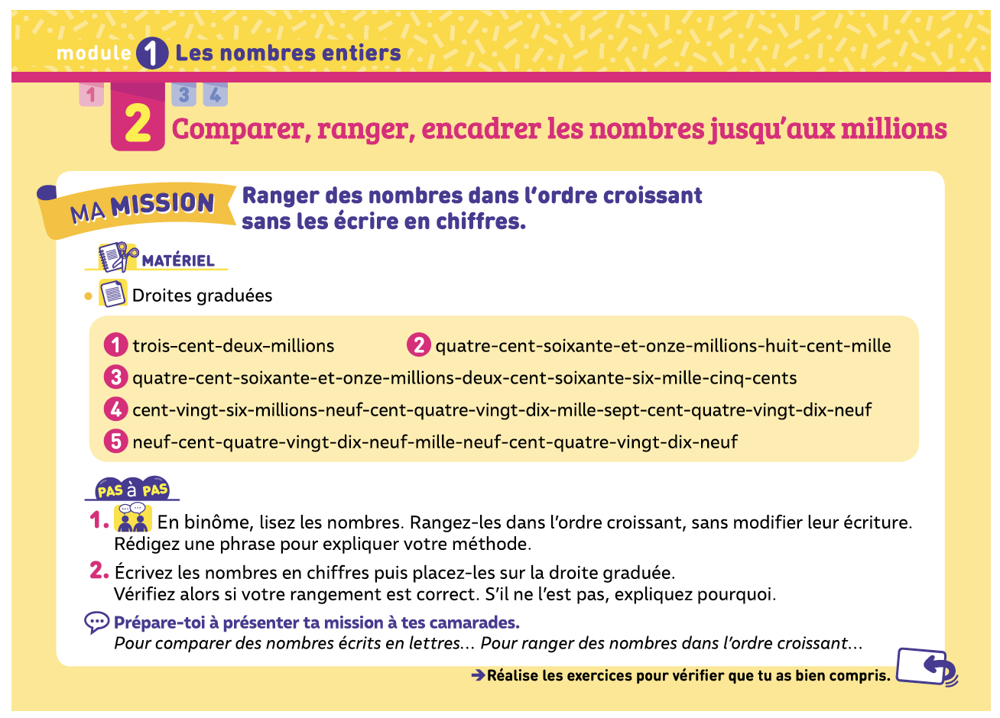 module 1 Les nombres entiers
1 2 3 4
Comparer, ranger, encadrer les nombres jusqu'aux millions
MA MISSION
Ranger des nombres dans l'ordre croissant
sans les écrire en chiffres.
MATÉRIEL
• Droites graduées
1 trois-cent-deux-millions 2 quatre-cent-soixante-et-onze-millions-huit-cent-mille
3 quatre-cent-soixante-et-onze-millions-deux-cent-soixante-six-mille-cinq-cents
4 cent-vingt-six-millions-neuf-cent-quatre-vingt-dix-mille-sept-cent-quatre-vingt-dix-neuf
5 neuf-cent-quatre-vingt-dix-neuf-mille-neuf-cent-quatre-vingt-dix-neuf
PAS à PAS
1. En binôme, lisez les nombres. Rangez-les dans l'ordre croissant, sans modifier leur écriture.
Rédigez une phrase pour expliquer votre méthode.
2. Écrivez les nombres en chiffres puis placez-les sur la droite graduée.
Vérifiez alors si votre rangement est correct. S'il ne l'est pas, expliquez pourquoi.
Prépare-toi à présenter ta mission à tes camarades.
Pour comparer des nombres écrits en lettres... Pour ranger des nombres dans l'ordre croissant...
→ Réalise les exercices pour vérifier que tu as bien compris.